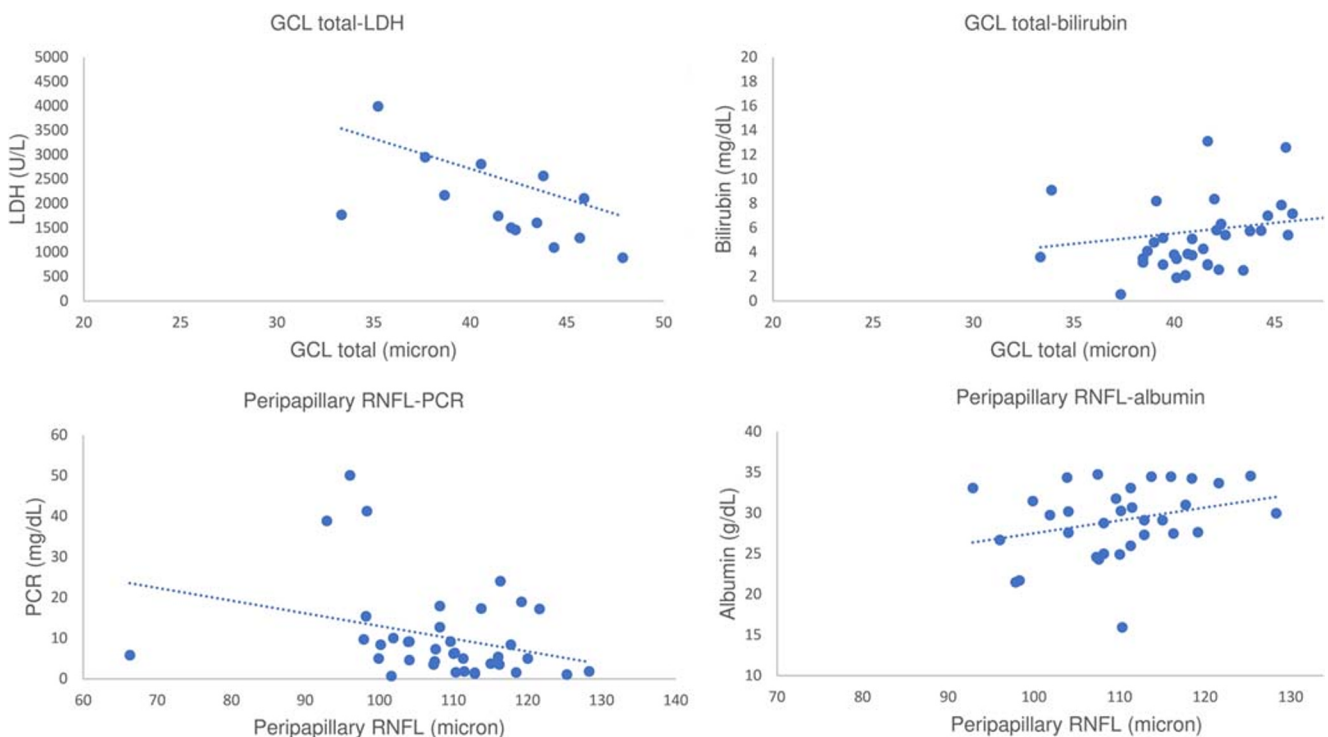 GCL total-LDH
5000
4500
4000
3500
3000
2500
2000
1500
1000
500
0
LDH (U/L)
20 25 30 35 40 45 50
GCL total (micron)
GCL total-bilirubin
20
18
16
14
12
10
8
6
4
2
0
Bilirubin (mg/dL)
20 25 30 35 40 45
GCL total (micron)
Peripapillary RNFL-PCR
60
50
40
30
20
10
0
PCR (mg/dL)
60 70 80 90 100 110 120 130 140
Peripapillary RNFL (micron)
Peripapillary RNFL-albumin
40
35
30
25
20
15
10
Albumin (g/dL)
70 80 90 100 110 120 130
Peripapillary RNFL (micron)